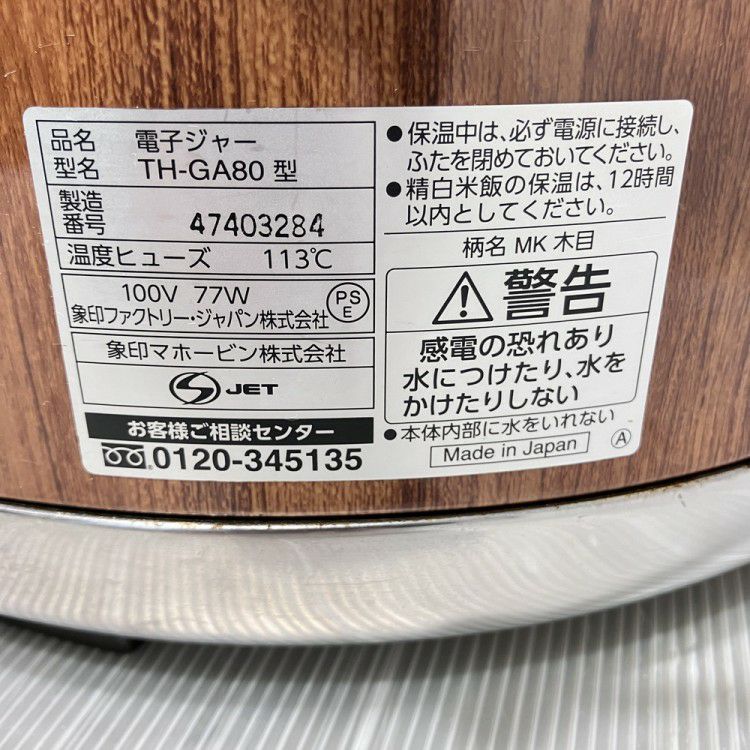 品名 電子ジャー
型名 TH-GA80 型
製造
番号 47403284
温度ヒューズ 113℃
100V 77W
象印ファクトリー・ジャパン株式会社
PS
E
象印マホービン株式会社
S JET
お客様ご相談センター
0120-345135
●保温中は、必ず電源に接続し、
ふたを閉めておいてください。
●精白米飯の保温は、12時間
以内としてください。
柄名 MK 木目
警告
感電の恐れあり
水につけたり、水を
かけたりしない
●本体内部に水をいれない
Made in Japan
A